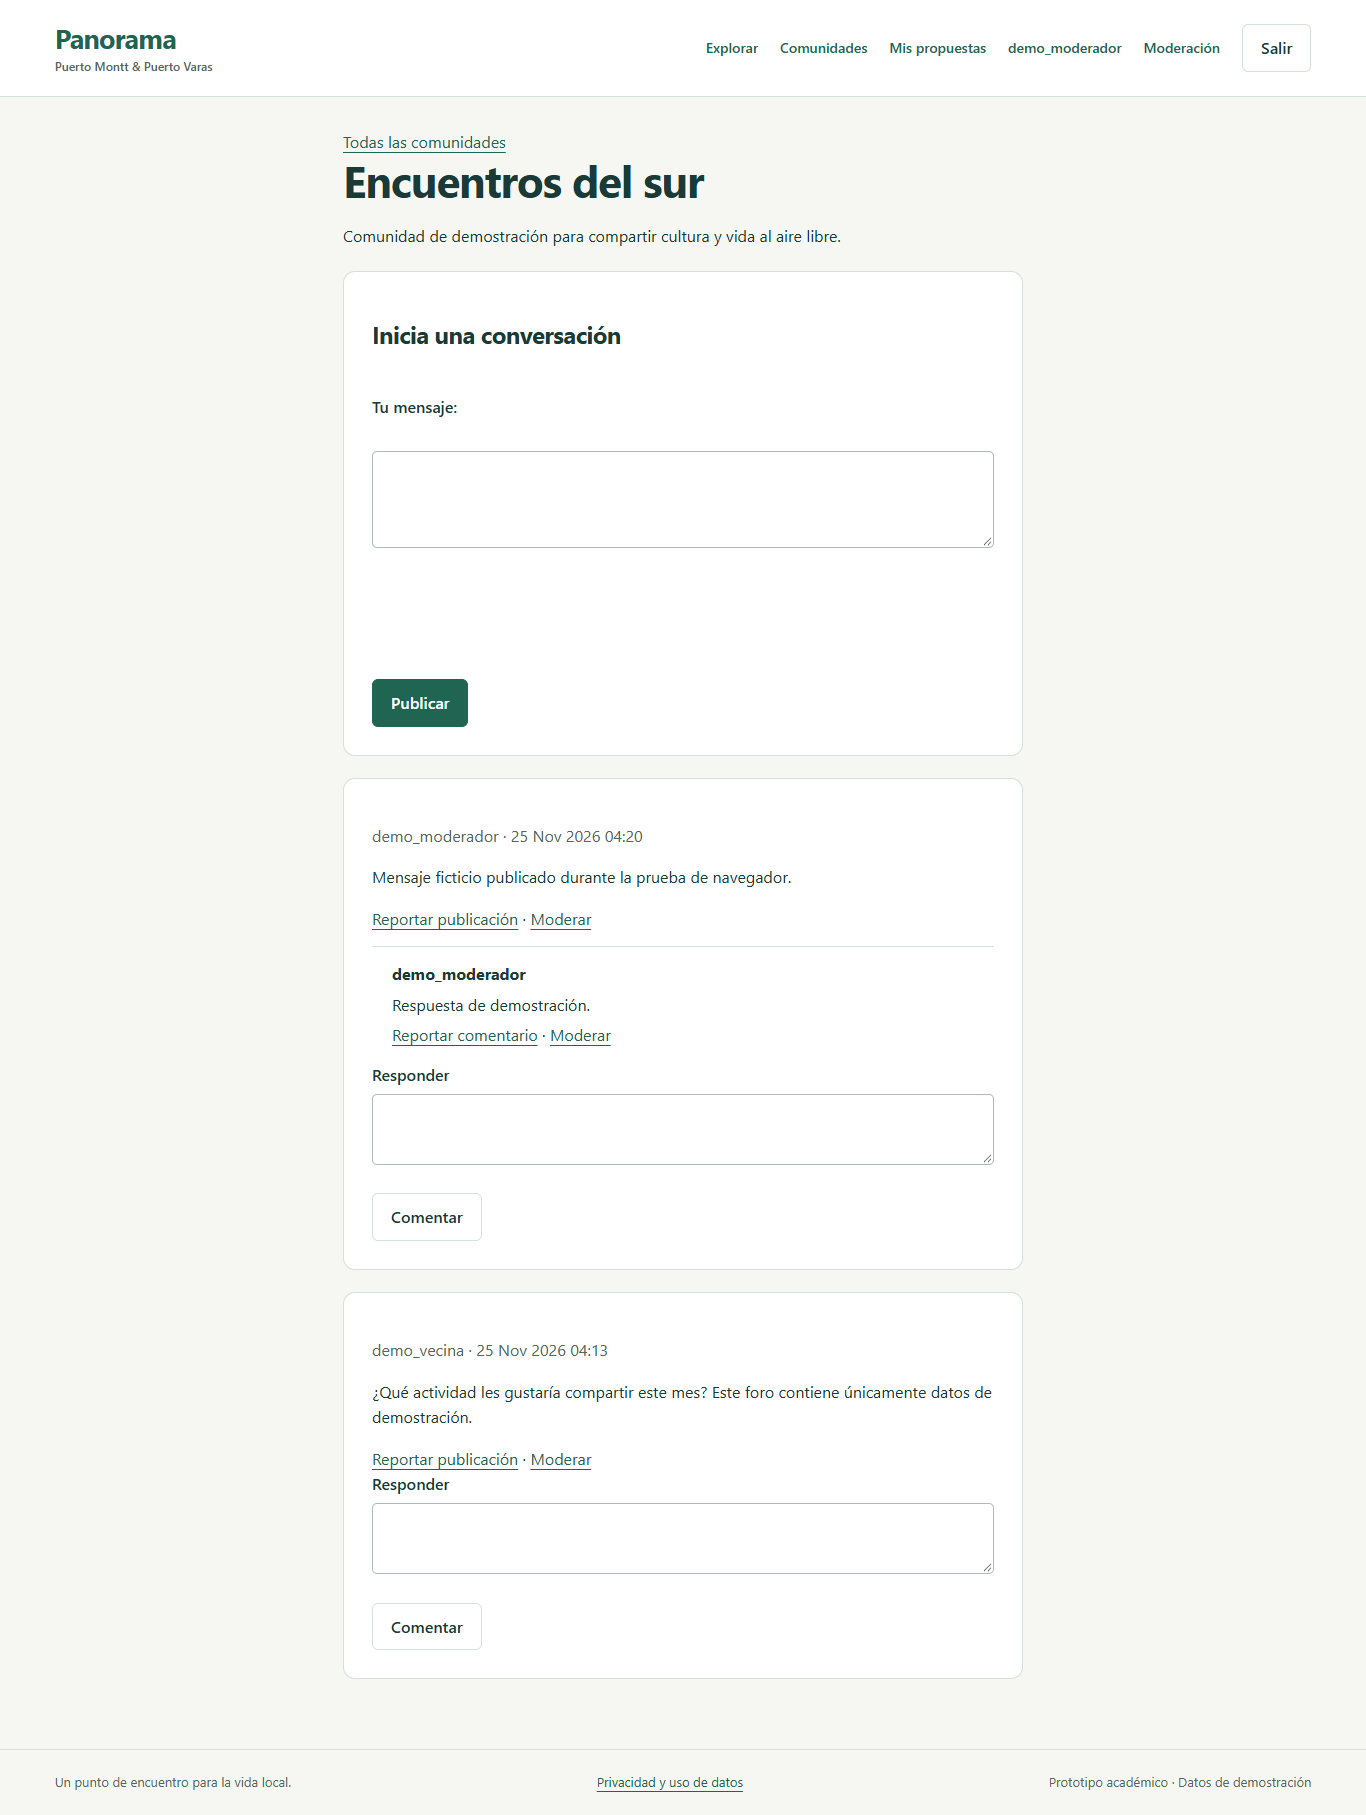 Panorama
Puerto Montt & Puerto Varas
Explorar
Comunidades
Mis propuestas
demo_moderador
Moderación
Salir
Todas las comunidades
Encuentros del sur
Comunidad de demostración para compartir cultura y vida al aire libre.
Inicia una conversación
Tu mensaje:
Publicar
demo_moderador · 25 Nov 2026 04:20
Mensaje ficticio publicado durante la prueba de navegador.
Reportar publicación · Moderar
demo_moderador
Respuesta de demostración.
Reportar comentario · Moderar
Responder
Comentar
demo_vecina · 25 Nov 2026 04:13
¿Qué actividad les gustaría compartir este mes? Este foro contiene únicamente datos de
demostración.
Reportar publicación · Moderar
Responder
Comentar
Un punto de encuentro para la vida local.
Privacidad y uso de datos
Prototipo académico · Datos de demostración